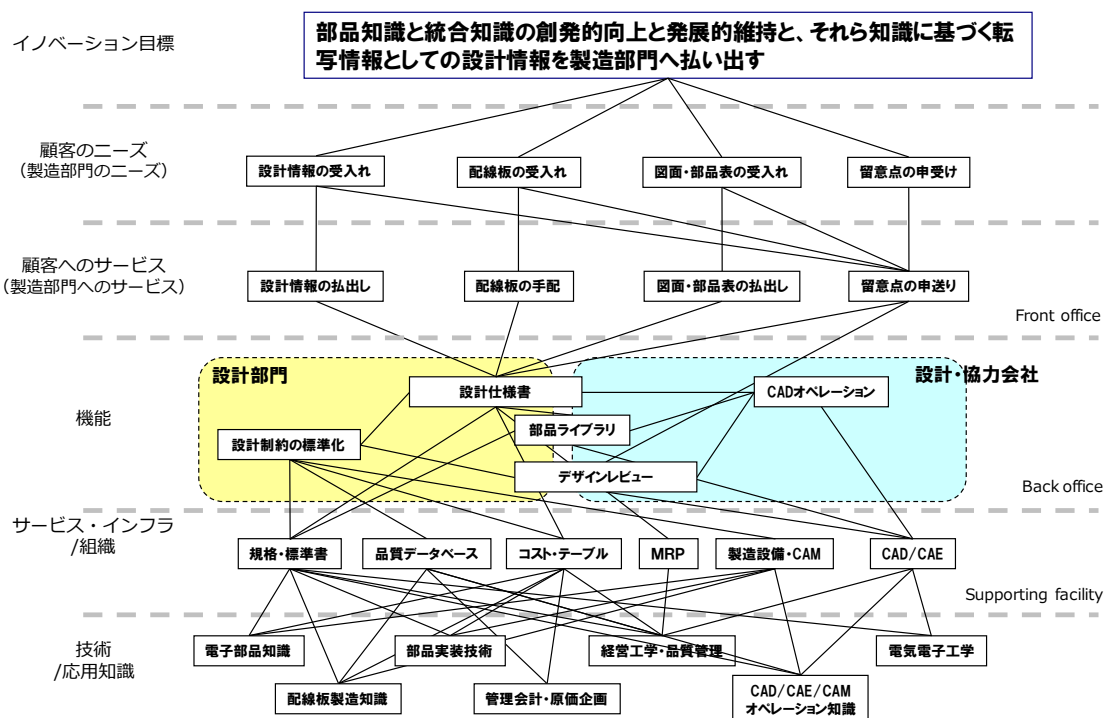 イノベーション目標
部品知識と統合知識の創発的向上と発展的維持と、それら知識に基づく転
写情報としての設計情報を製造部門へ払い出す
顧客のニーズ
(製造部門のニーズ)
設計情報の受入れ
配線板の受入れ
図面・部品表の受入れ
留意点の申受け
顧客へのサービス
(製造部門へのサービス)
設計情報の払出し
配線板の手配
図面・部品表の払出し
留意点の申送り
Front office
設計部門
設計・協力会社
機能
設計仕様書
CADオペレーション
部品ライブラリ
設計制約の標準化
デザインレビュー
Back office
サービス・インフラ
/組織
規格・標準書
品質データベース
コスト・テーブル
MRP
製造設備・CAM
CAD/CAE
Supporting facility
技術
/応用知識
電子部品知識
部品実装技術
経営工学・品質管理
電気電子工学
配線板製造知識
管理会計・原価企画
CAD/CAE/CAM
オペレーション知識